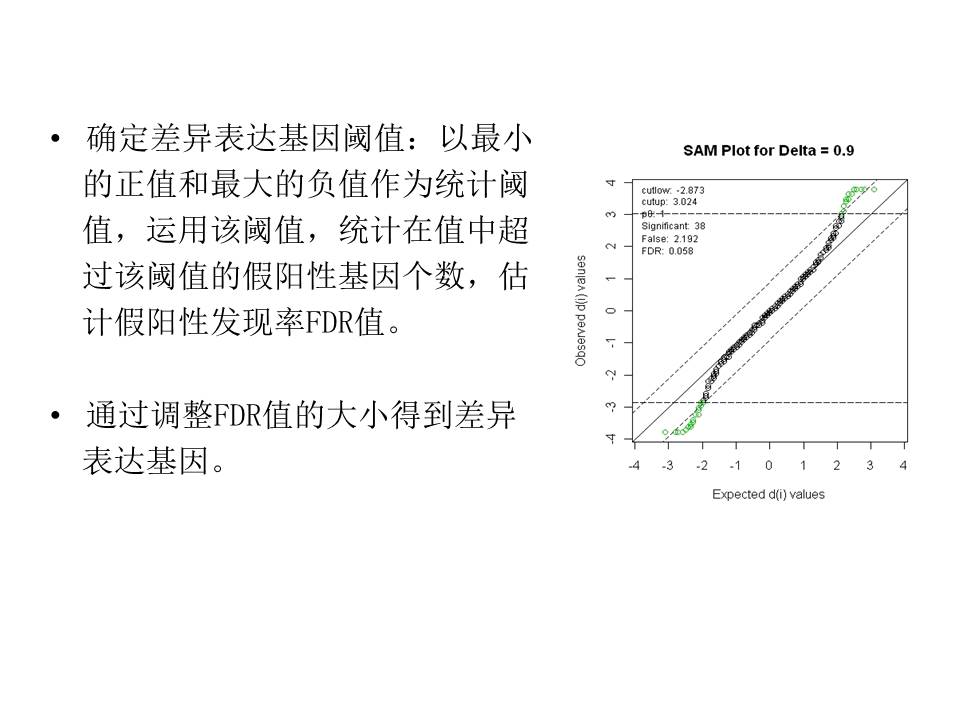 • 确定差异表达基因阈值：以最小
的正值和最大的负值作为统计阈
值，运用该阈值，统计在值中超
过该阈值的假阳性基因个数，估
计假阳性发现率FDR值。
• 通过调整FDR值的大小得到差异
表达基因。
SAM Plot for Delta = 0.9
cutlow: -2.873
cutup: 3.024
p0: 1
Significant: 38
False: 2.192
FDR: 0.058
Observed d(i) values
4
3
2
1
0
-1
-2
-3
-4
-4 -3 -2 -1 0 1 2 3 4
Expected d(i) values